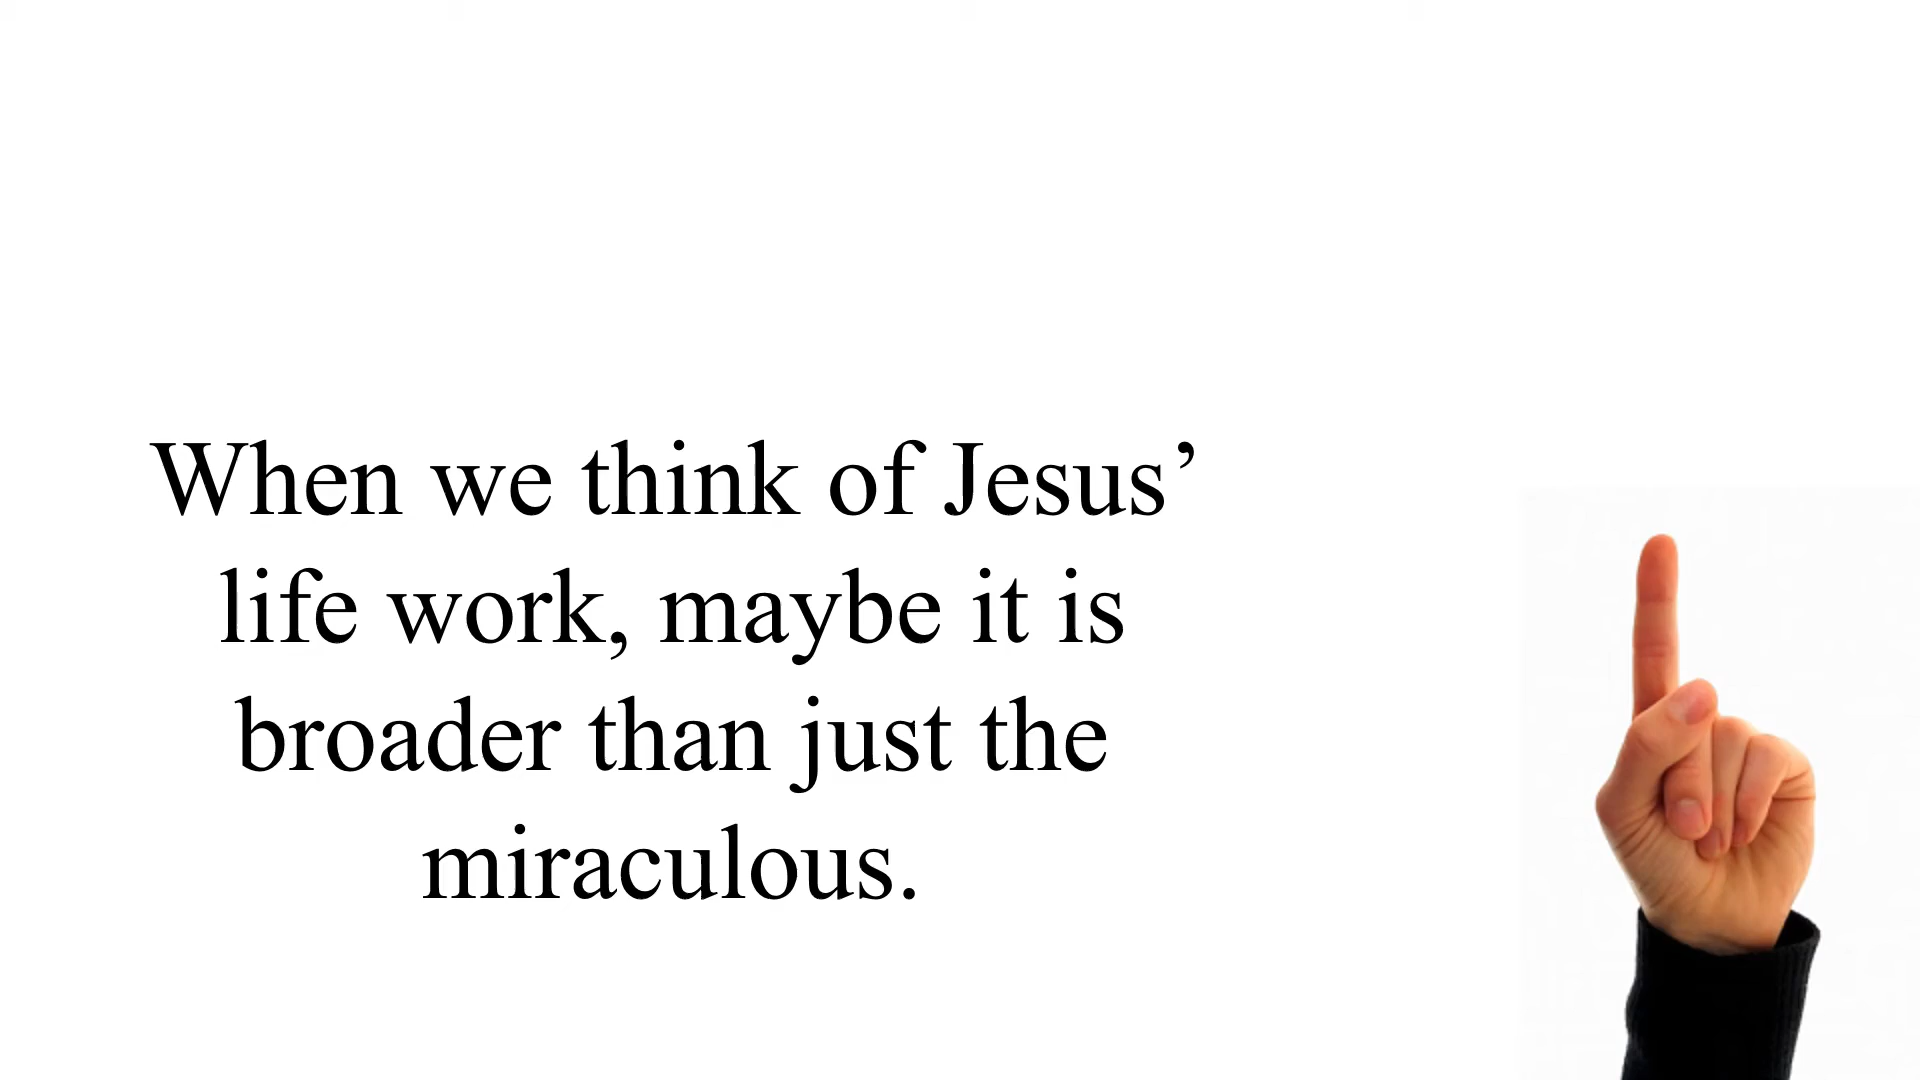 When we think of Jesus’
life work, maybe it is
broader than just the
miraculous.